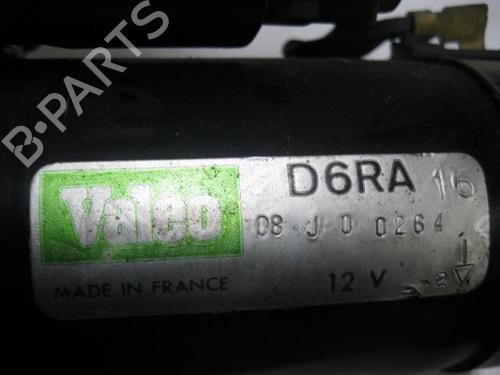 B-PARTS
Valeo
D6RA 16
08 J 0 0264
MADE IN FRANCE
12 V